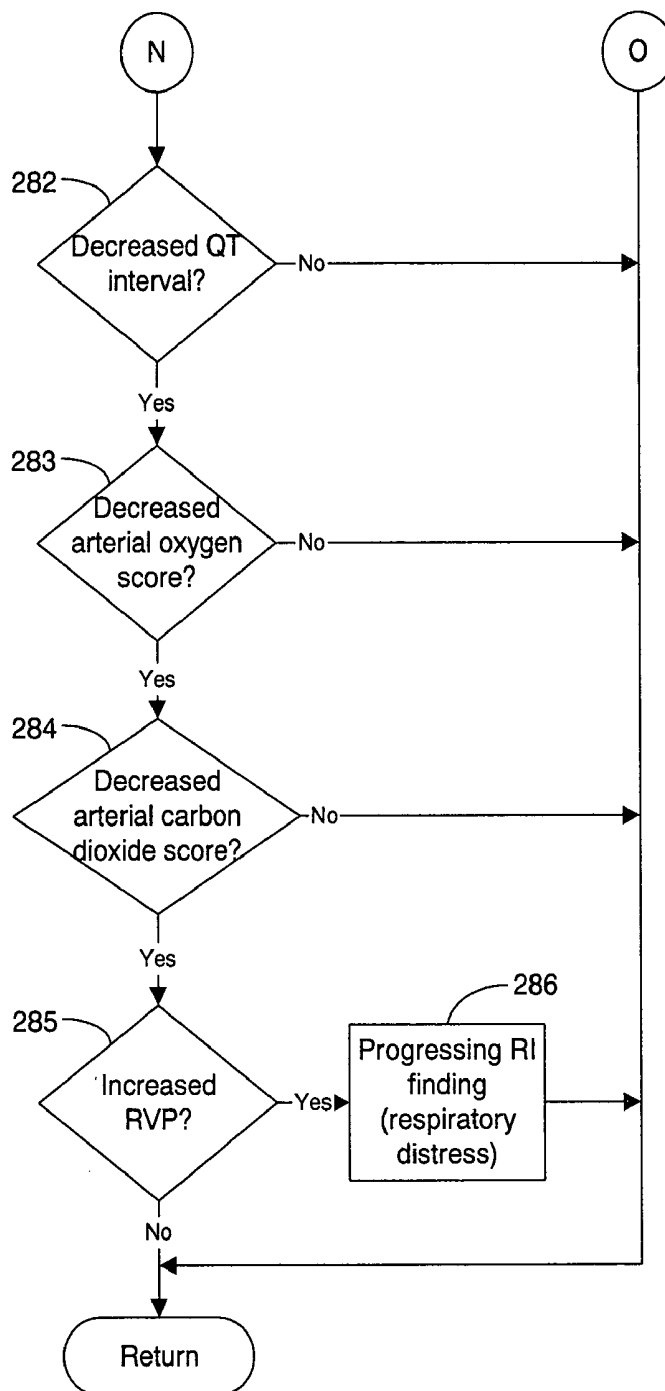 N
O
282
Decreased QT
interval?
No
Yes
283
Decreased
arterial oxygen
score?
No
Yes
284
Decreased
arterial carbon
dioxide score?
No
Yes
285
Increased
RVP?
Yes
286
Progressing RI
finding
(respiratory
distress)
No
Return